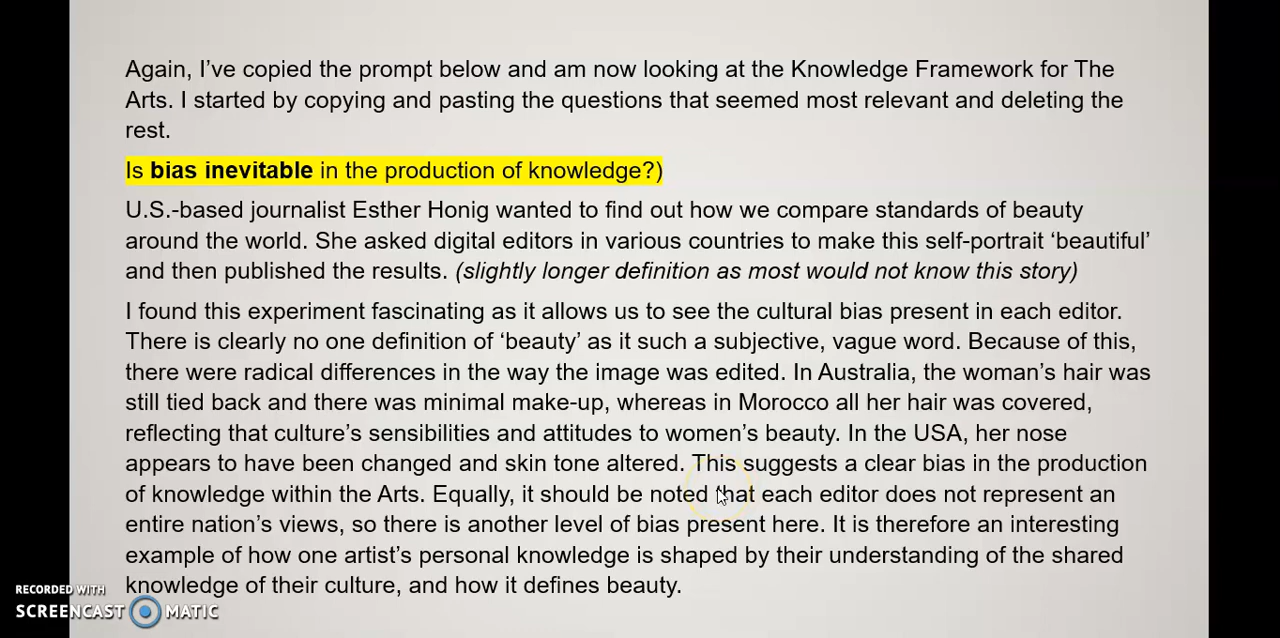 Again, I’ve copied the prompt below and am now looking at the Knowledge Framework for The
Arts. I started by copying and pasting the questions that seemed most relevant and deleting the
rest.
Is bias inevitable in the production of knowledge?)
U.S.-based journalist Esther Honig wanted to find out how we compare standards of beauty
around the world. She asked digital editors in various countries to make this self-portrait ‘beautiful’
and then published the results. (slightly longer definition as most would not know this story)
I found this experiment fascinating as it allows us to see the cultural bias present in each editor.
There is clearly no one definition of ‘beauty’ as it such a subjective, vague word. Because of this,
there were radical differences in the way the image was edited. In Australia, the woman’s hair was
still tied back and there was minimal make-up, whereas in Morocco all her hair was covered,
reflecting that culture’s sensibilities and attitudes to women’s beauty. In the USA, her nose
appears to have been changed and skin tone altered. This suggests a clear bias in the production
of knowledge within the Arts. Equally, it should be noted that each editor does not represent an
entire nation’s views, so there is another level of bias present here. It is therefore an interesting
example of how one artist’s personal knowledge is shaped by their understanding of the shared
knowledge of their culture, and how it defines beauty.
RECORDED WITH
SCREENCAST MATIC